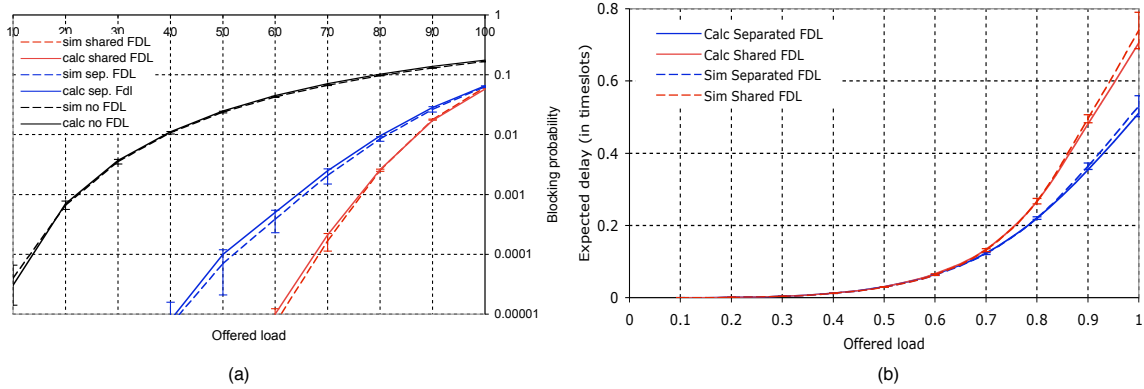 1
10 20 30 40 50 60 70 80 90 100
sim shared FDL
calc shared FDL
sim sep. FDL
calc sep. Fdl
sim no FDL
calc no FDL
0.1
0.01
0.001
0.0001
0.00001
Blocking probability
Offered load
(a)
0.8
0.6
0.4
0.2
0
Expected delay (in timeslots)
Calc Separated FDL
Calc Shared FDL
Sim Separated FDL
Sim Shared FDL
0 0.1 0.2 0.3 0.4 0.5 0.6 0.7 0.8 0.9 1
Offered load
(b)